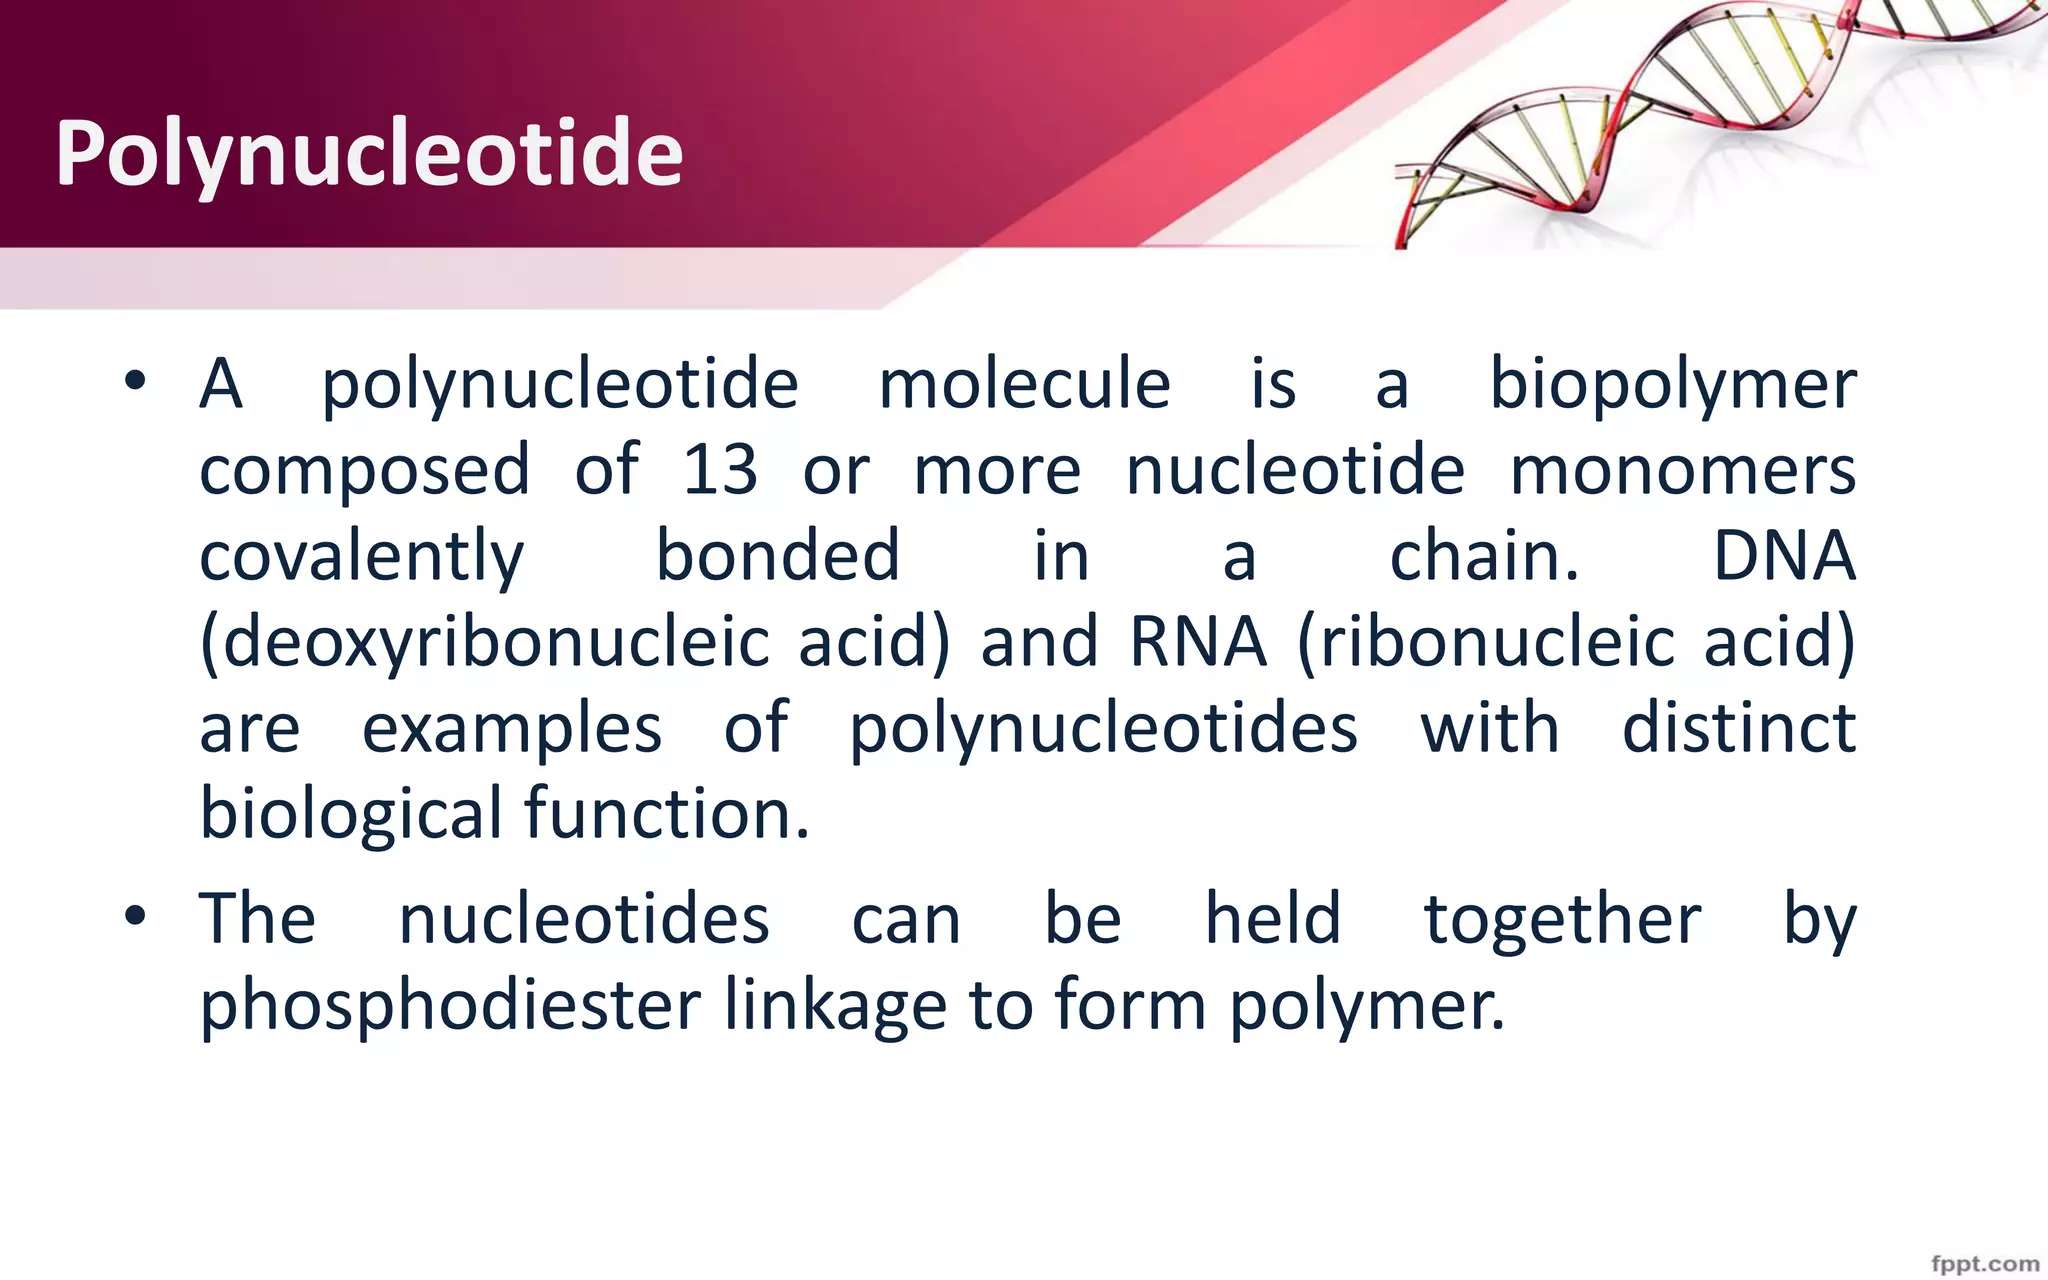 Polynucleotide
• A polynucleotide molecule is a biopolymer
composed of 13 or more nucleotide monomers
covalently bonded in a chain. DNA
(deoxyribonucleic acid) and RNA (ribonucleic acid)
are examples of polynucleotides with distinct
biological function.
• The nucleotides can be held together by
phosphodiester linkage to form polymer.
fppt.com